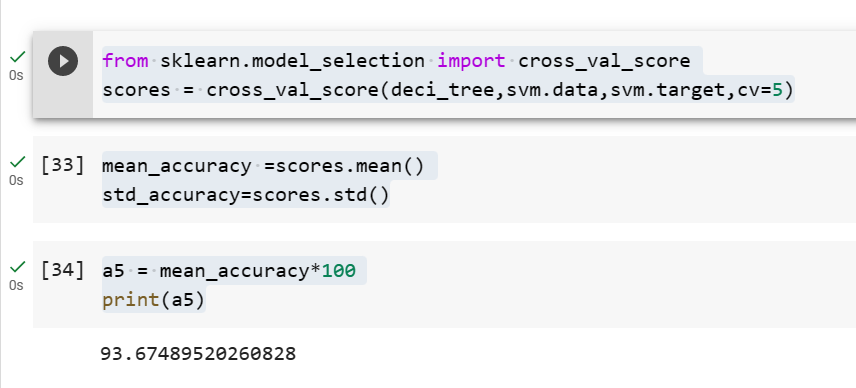 from sklearn.model_selection import cross_val_score
0s
scores = cross_val_score(deci_tree,svm.data,svm.target,cv=5)
[33] mean_accuracy =scores.mean()
0s
std_accuracy=scores.std()
[34] a5 = mean_accuracy*100
0s
print(a5)
93.67489520260828